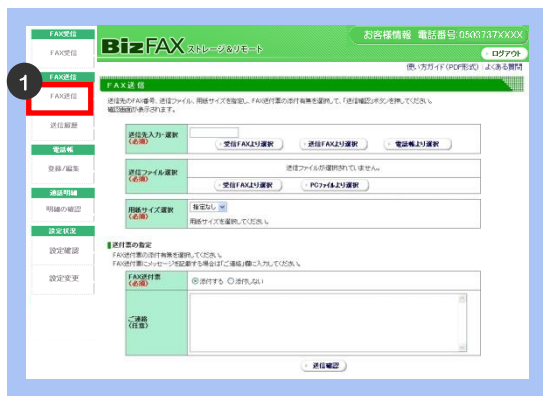 FAX受信
FAX受信
FAX送信
FAX送信
送信履歴
電話帳
登録/編集
通話明細
明細の確認
設定状況
設定確認
設定変更
1
BizFAX ストレージ&リモート
お客様情報 電話番号:0503737XXXX
ログアウト
使い方ガイド(PDF形式) よくある質問
FAX送信
送信先のFAX番号、送信ファイル、用紙サイズを指定し、FAX送付票の添付有無を選択して、「送信確認」ボタンを押してください。
確認画面が表示されます。
送信先入力・選択
(必須)
受信FAXより選択
送信FAXより選択
電話帳より選択
送信ファイル選択
(必須)
送信ファイルが選択されていません。
受信FAXより選択
PCファイルより選択
用紙サイズ選択
(必須)
指定なし
用紙サイズを選択してください。
送付票の指定
FAX送付票の添付有無を選択してください。
FAX送付票にメッセージを記載する場合は「ご連絡」欄に入力してください。
FAX送付票
(必須)
添付する 添付しない
ご連絡
(任意)
送信確認